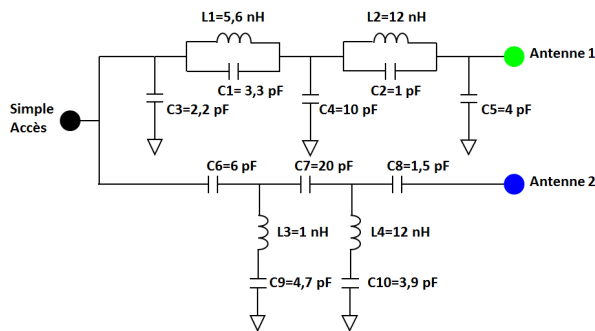 L1=5,6 nH
L2=12 nH
Antenne 1
C1= 3,3 pF
C2=1 pF
C3=2,2 pF
C4=10 pF
C5=4 pF
Simple
Accès
C6=6 pF
C7=20 pF
C8=1,5 pF
Antenne 2
L3=1 nH
L4=12nH
C9=4,7 pF
C10=3,9 pF